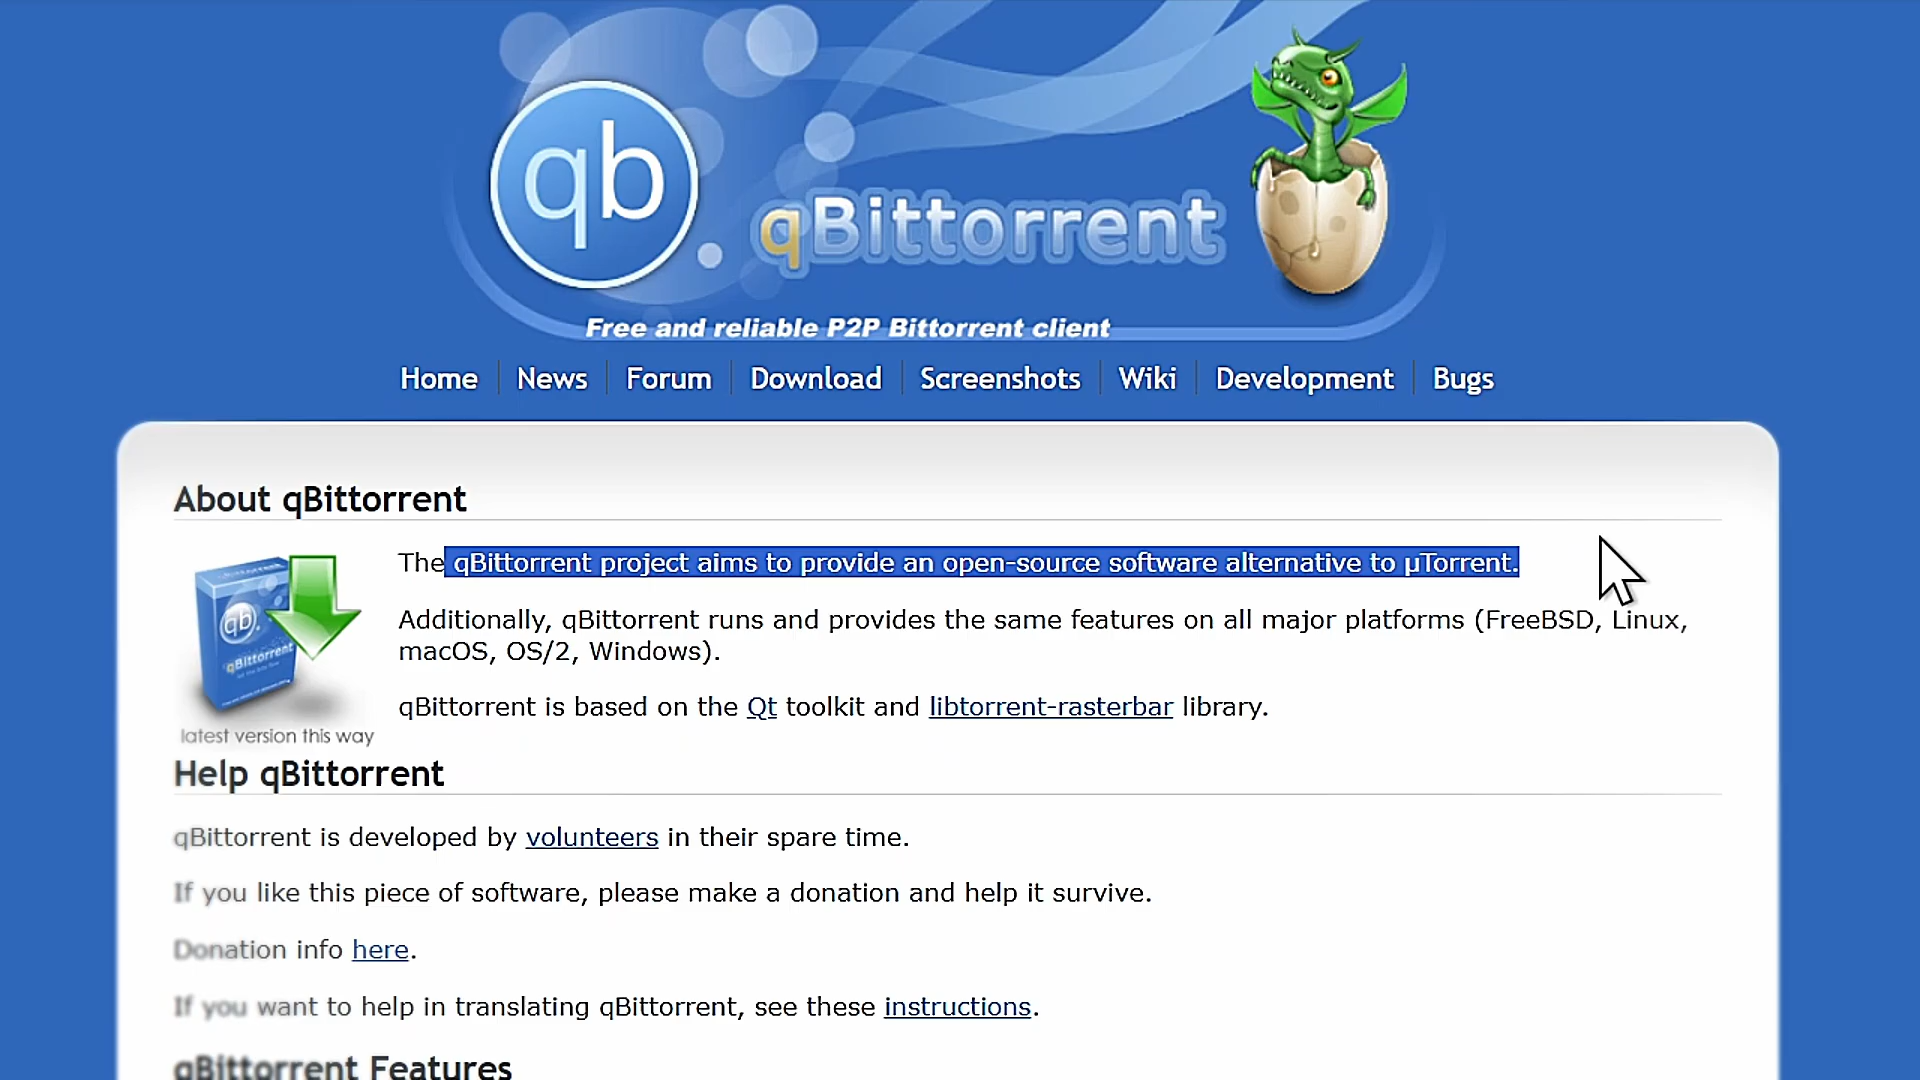 qb
qBittorrent
Free and reliable P2P Bittorrent client
Home News Forum Download Screenshots Wiki Development Bugs
About qBittorrent
The qBittorrent project aims to provide an open-source software alternative to µTorrent.
Additionally, qBittorrent runs and provides the same features on all major platforms (FreeBSD, Linux,
macOS, OS/2, Windows).
qBittorrent is based on the Qt toolkit and libtorrent-rasterbar library.
qb
qBittorrent
latest version this way
Help qBittorrent
qBittorrent is developed by volunteers in their spare time.
If you like this piece of software, please make a donation and help it survive.
Donation info here.
If you want to help in translating qBittorrent, see these instructions.
qBittorrent Features